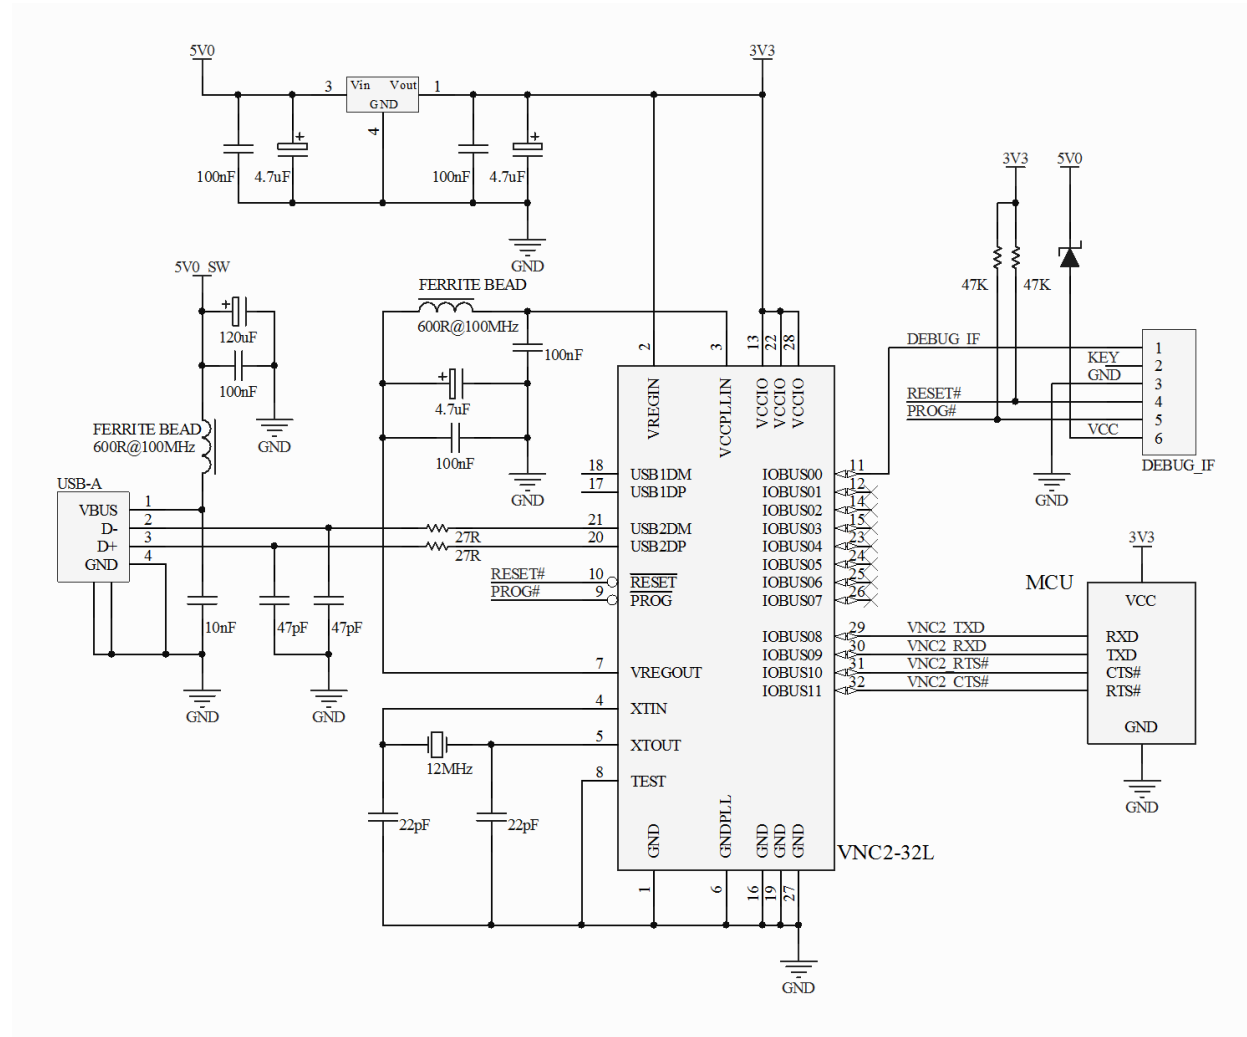 5V0
3V3
3
Vin
Vout
GND
1
4
100nF
4.7uF
100nF
4.7uF
GND
3V3
5V0
47K
47K
5V0_SW
120uF
100nF
GND
FERRITE BEAD
600R@100MHz
FERRITE BEAD
600R@100MHz
100nF
4.7uF
100nF
GND
2
3
13
22
28
VREGIN
VCCPLLIN
VCCIO
VCCIO
VCCIO
DEBUG_IF
KEY
GND
RESET#
PROG#
VCC
1
2
3
4
5
6
DEBUG_IF
GND
USB-A
VBUS
D-
D+
GND
1
2
3
4
27R
27R
10nF
47pF
47pF
GND
GND
18 USB1DM
17 USB1DP
21 USB2DM
20 USB2DP
RESET# 10 RESET
PROG# 9 PROG
7 VREGOUT
4 XTIN
5 XTOUT
8 TEST
12MHz
22pF
22pF
IOBUS00 11
IOBUS01 12
IOBUS02 14
IOBUS03 15
IOBUS04 23
IOBUS05 24
IOBUS06 25
IOBUS07 26
IOBUS08 29 VNC2_TXD
IOBUS09 30 VNC2_RXD
IOBUS10 31 VNC2_RTS#
IOBUS11 32 VNC2_CTS#
3V3
MCU
VCC
RXD
TXD
CTS#
RTS#
GND
GND
GND
GNDPLL
GND
GND
GND
VNC2-32L
1
6
16
19
27
GND